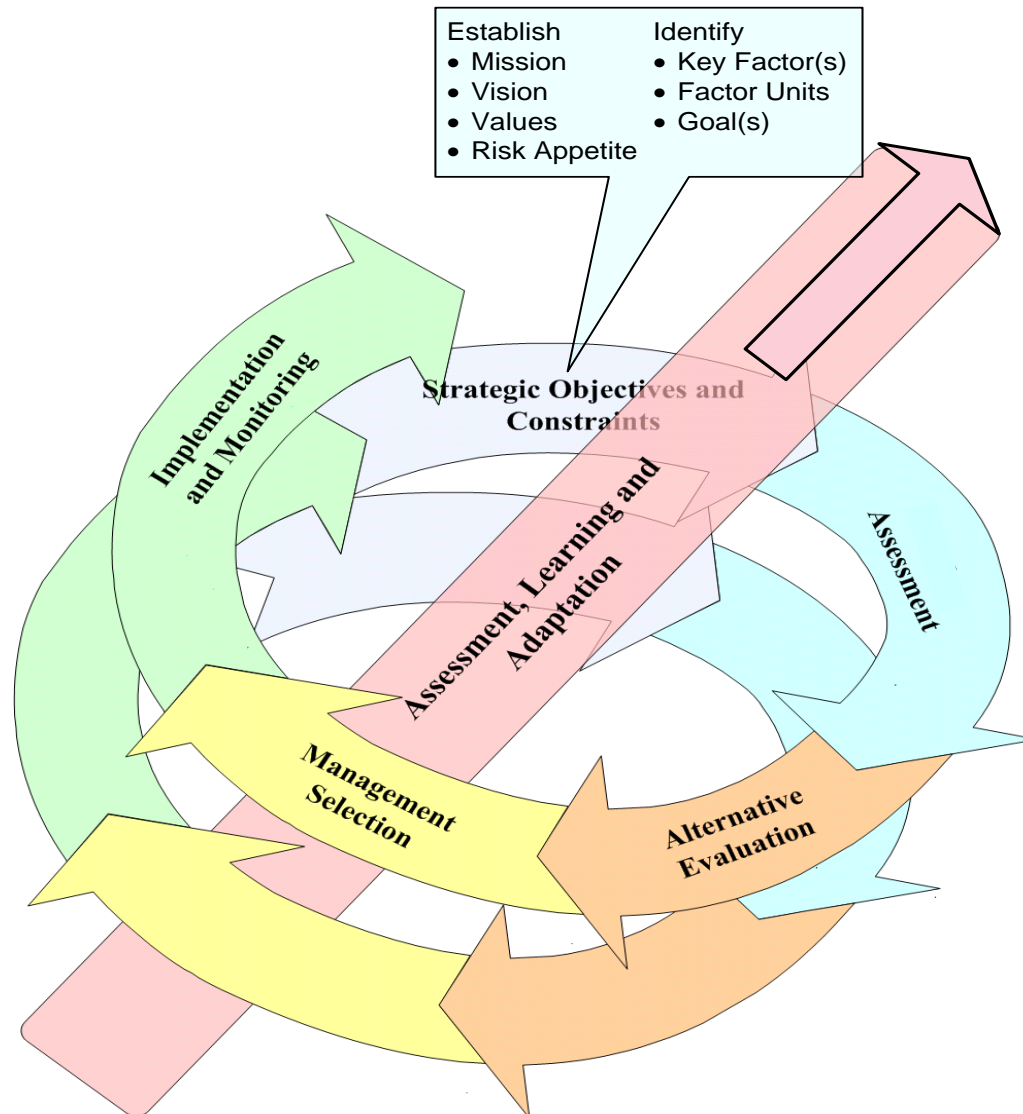 Establish
• Mission
• Vision
• Values
• Risk Appetite
Identify
• Key Factor(s)
• Factor Units
• Goal(s)
Implementation
and Monitoring
Strategic Objectives and
Constraints
Assessment
Assessment, Learning and
Adaptation
Management
Selection
Alternative
Evaluation